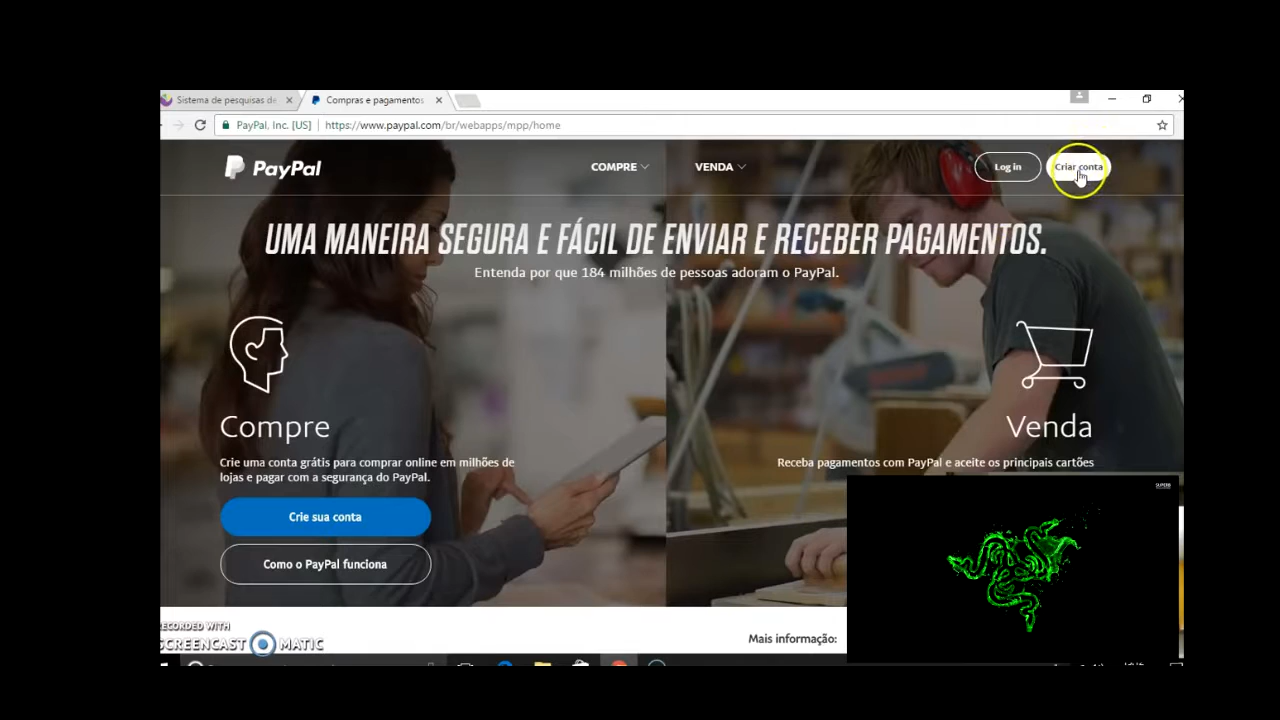 Sistema de pesquisas de
Compras e pagamentos
PayPal, Inc. [US]
https://www.paypal.com/br/webapps/mpp/home
PayPal
COMPRE
VENDA
Log in
Criar conta
UMA MANEIRA SEGURA E FÁCIL DE ENVIAR E RECEBER PAGAMENTOS.
Entenda por que 184 milhões de pessoas adoram o PayPal.
Compre
Crie uma conta grátis para comprar online em milhões de
lojas e pagar com a segurança do PayPal.
Crie sua conta
Como o PayPal funciona
Venda
Receba pagamentos com PayPal e aceite os principais cartões
SUPERB
Mais informação:
RECORDED WITH
SCREENCAST MATIC